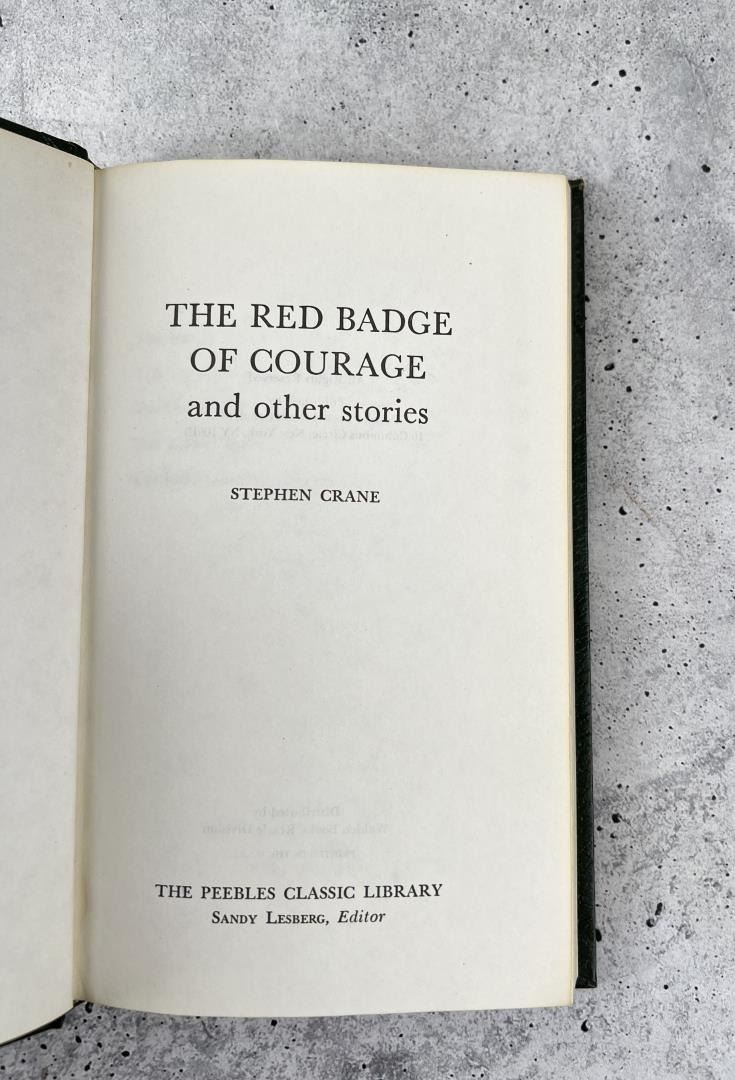 THE RED BADGE
OF COURAGE
and other stories
STEPHEN CRANE
THE PEEBLES CLASSIC LIBRARY
SANDY LESBERG, Editor